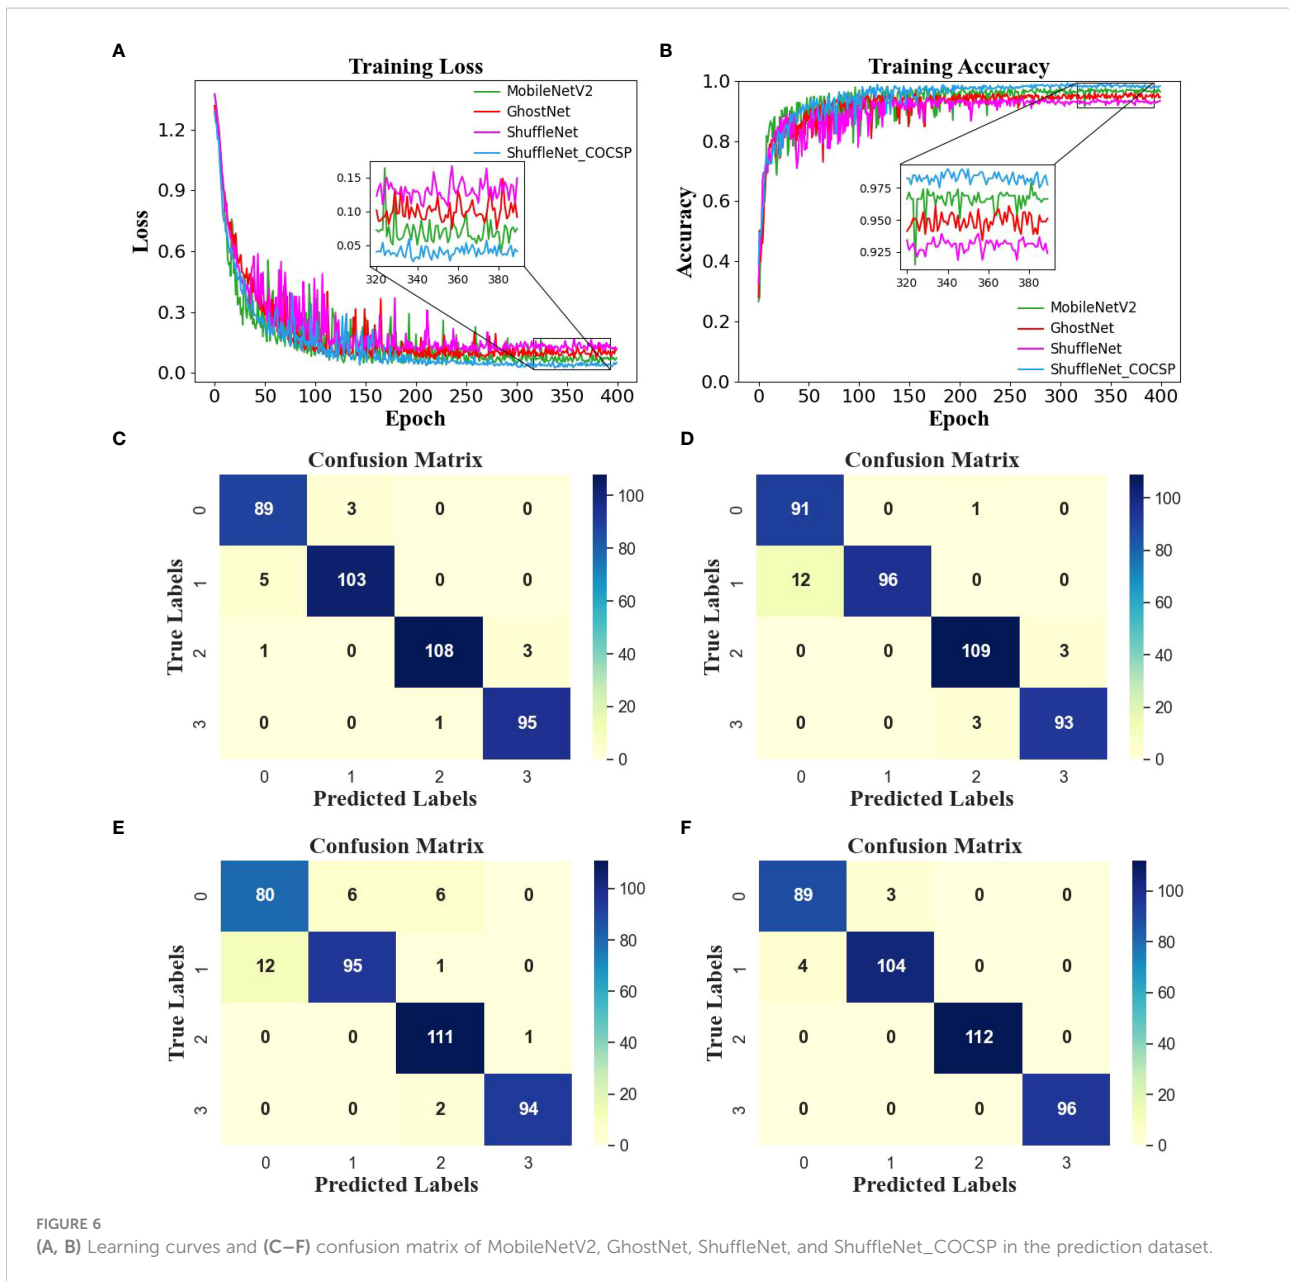 A
B
Training Loss
Training Accuracy
MobileNetV2
GhostNet
ShuffleNet
ShuffleNet_COCSP
1.2
0.9
0.6
0.3
0.0
Loss
0.15
0.10
0.05
320 340 360 380
0 50 100 150 200 250 300 350 400
Epoch
1.0
0.8
0.6
0.4
0.2
0.0
Accuracy
0.975
0.950
0.925
320 340 360 380
MobileNetV2
GhostNet
ShuffleNet
ShuffleNet_COCSP
0 50 100 150 200 250 300 350 400
Epoch
C
Confusion Matrix
True Labels
0 89 3 0 0
1 5 103 0 0
2 1 0 108 3
3 0 0 1 95
0 1 2 3
Predicted Labels
100
80
60
40
20
0
D
Confusion Matrix
True Labels
0 91 0 1 0
1 12 96 0 0
2 0 0 109 3
3 0 0 3 93
0 1 2 3
Predicted Labels
100
80
60
40
20
0
E
Confusion Matrix
True Labels
0 80 6 6 0
1 12 95 1 0
2 0 0 111 1
3 0 0 2 94
0 1 2 3
Predicted Labels
100
80
60
40
20
0
F
Confusion Matrix
True Labels
0 89 3 0 0
1 4 104 0 0
2 0 0 112 0
3 0 0 0 96
0 1 2 3
Predicted Labels
100
80
60
40
20
0
FIGURE 6
(A, B) Learning curves and (C–F) confusion matrix of MobileNetV2, GhostNet, ShuffleNet, and ShuffleNet_COCSP in the prediction dataset.